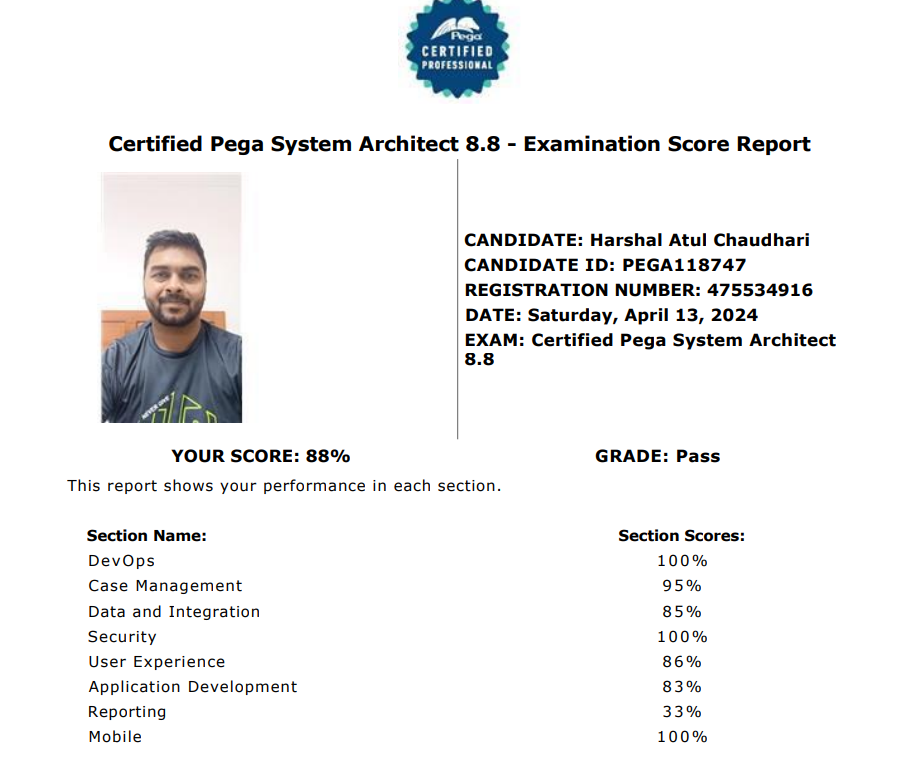 Pega
CERTIFIED
PROFESSIONAL
Certified Pega System Architect 8.8 - Examination Score Report
CANDIDATE: Harshal Atul Chaudhari
CANDIDATE ID: PEGA118747
REGISTRATION NUMBER: 475534916
DATE: Saturday, April 13, 2024
EXAM: Certified Pega System Architect
8.8
NEVER GIVE
YOUR SCORE: 88% GRADE: Pass
This report shows your performance in each section.
Section Name: Section Scores:
DevOps 100%
Case Management 95%
Data and Integration 85%
Security 100%
User Experience 86%
Application Development 83%
Reporting 33%
Mobile 100%